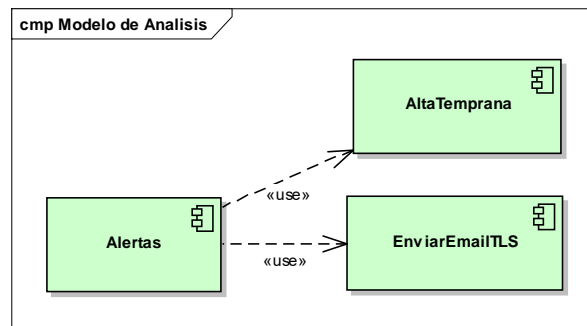 cmp Modelo de Analisis
AltaTemprana
«use»
Alertas
EnviarEmailTLS
«use»